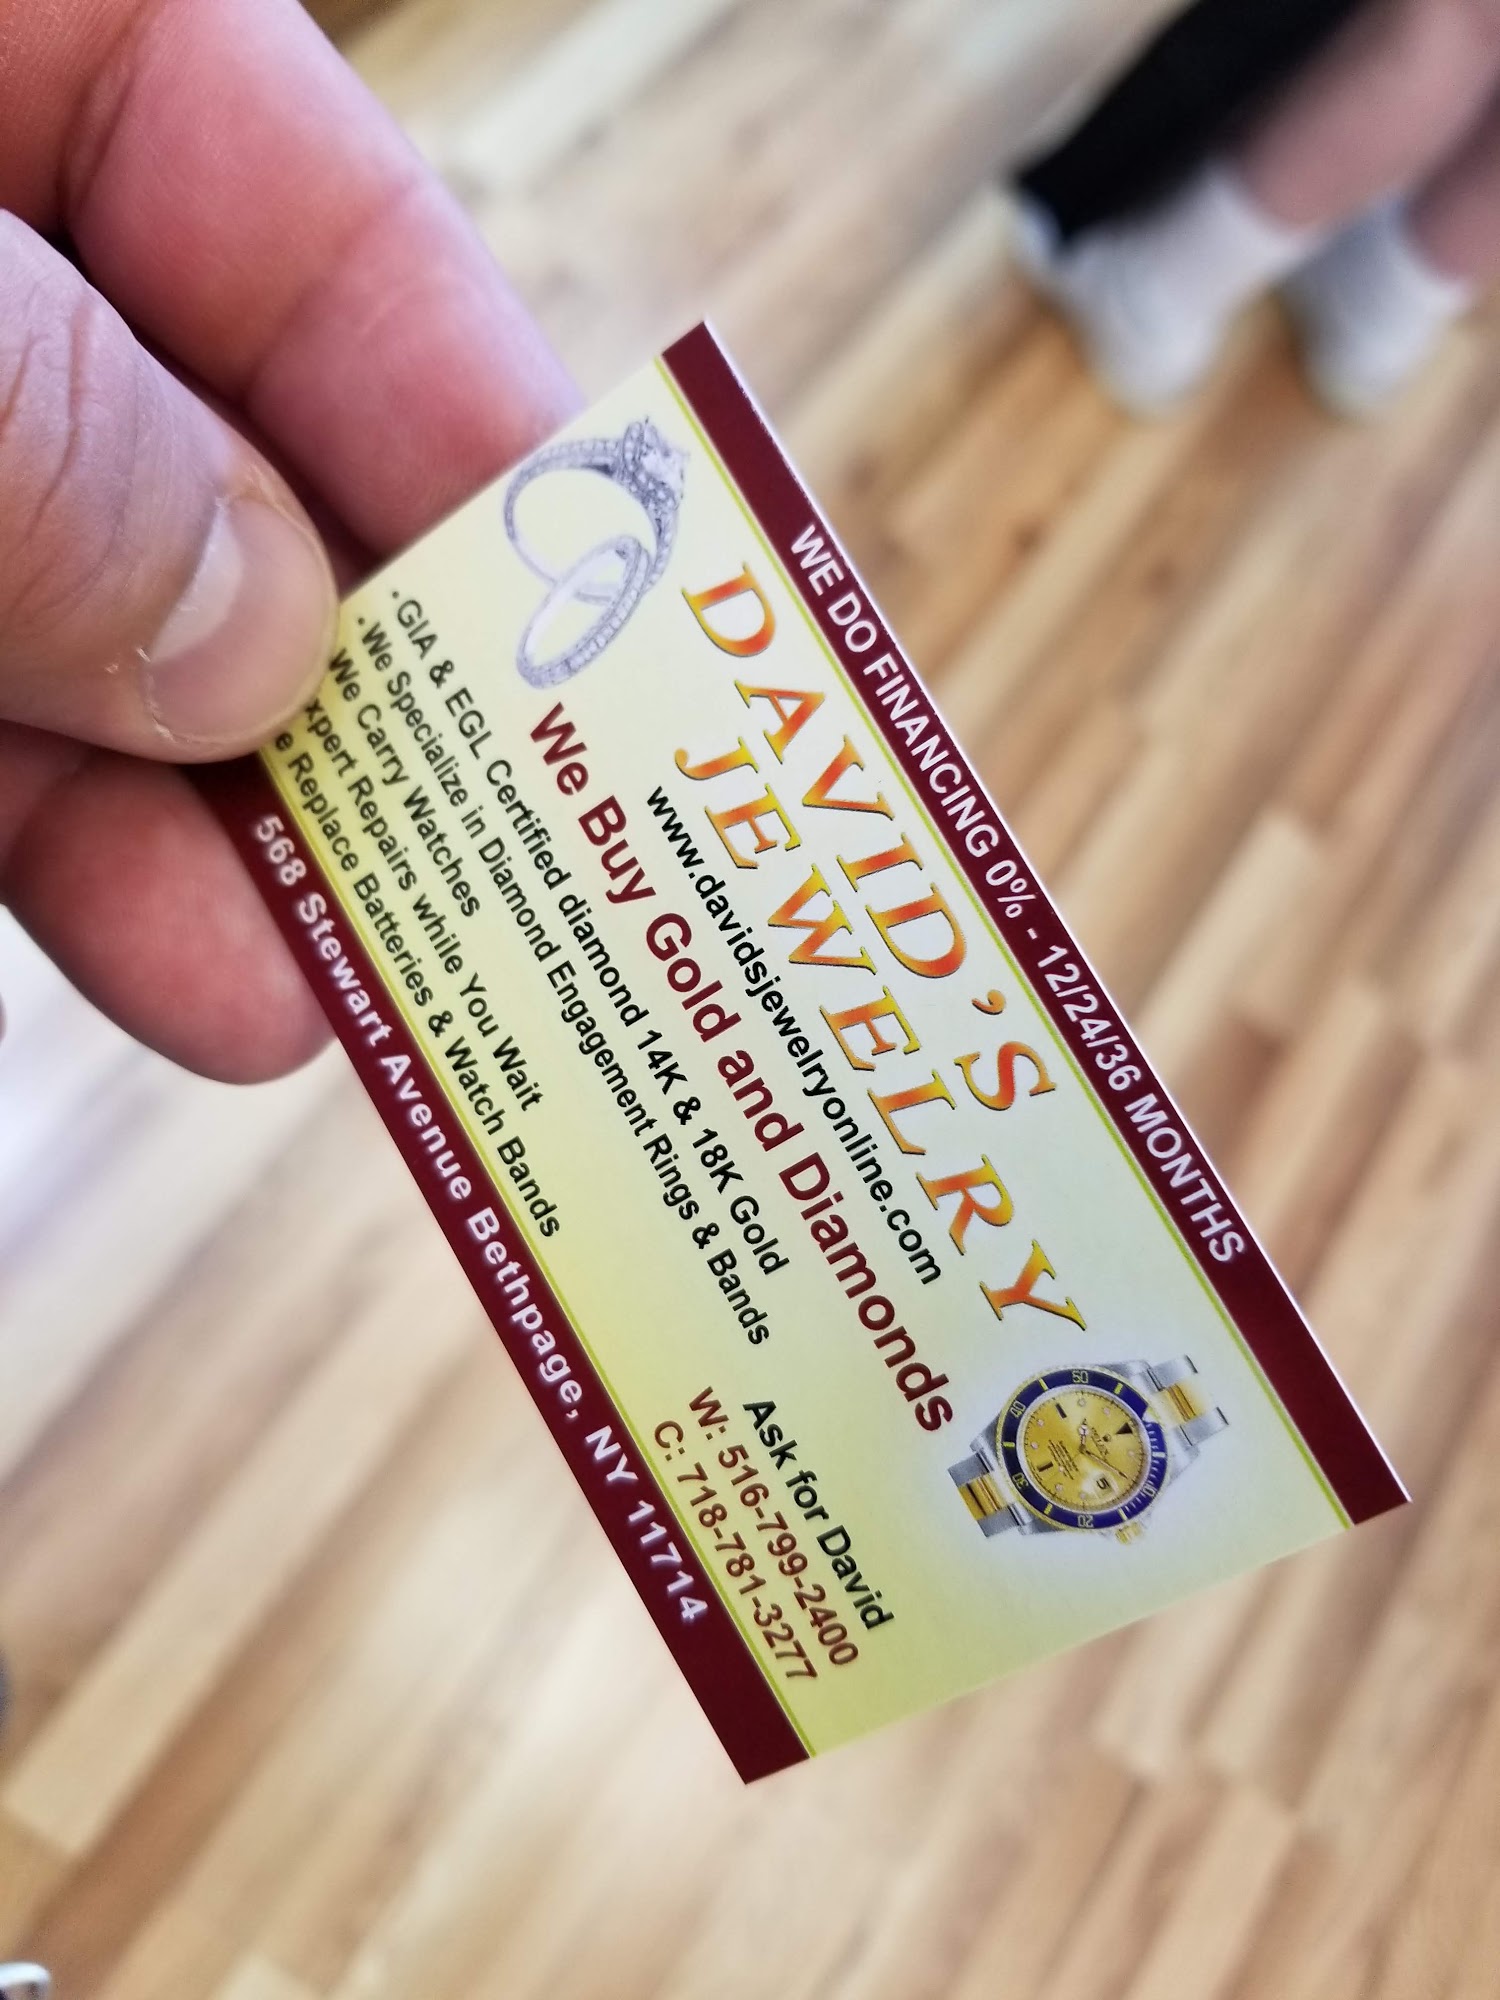 WE DO FINANCING 0% - 12/24/36 MONTHS
DAVID'S
JEWELRY
www.davidsjewelryonline.com
We Buy Gold and Diamonds
·GIA & EGL Certified diamond 14K & 18K Gold
·We Specialize in Diamond Engagement Rings & Bands
We Carry Watches
xpert Repairs while You Wait
e Replace Batteries & Watch Bands
Ask for David
W: 516-799-2400
C: 718-781-3277
568 Stewart Avenue Bethpage, NY 11714